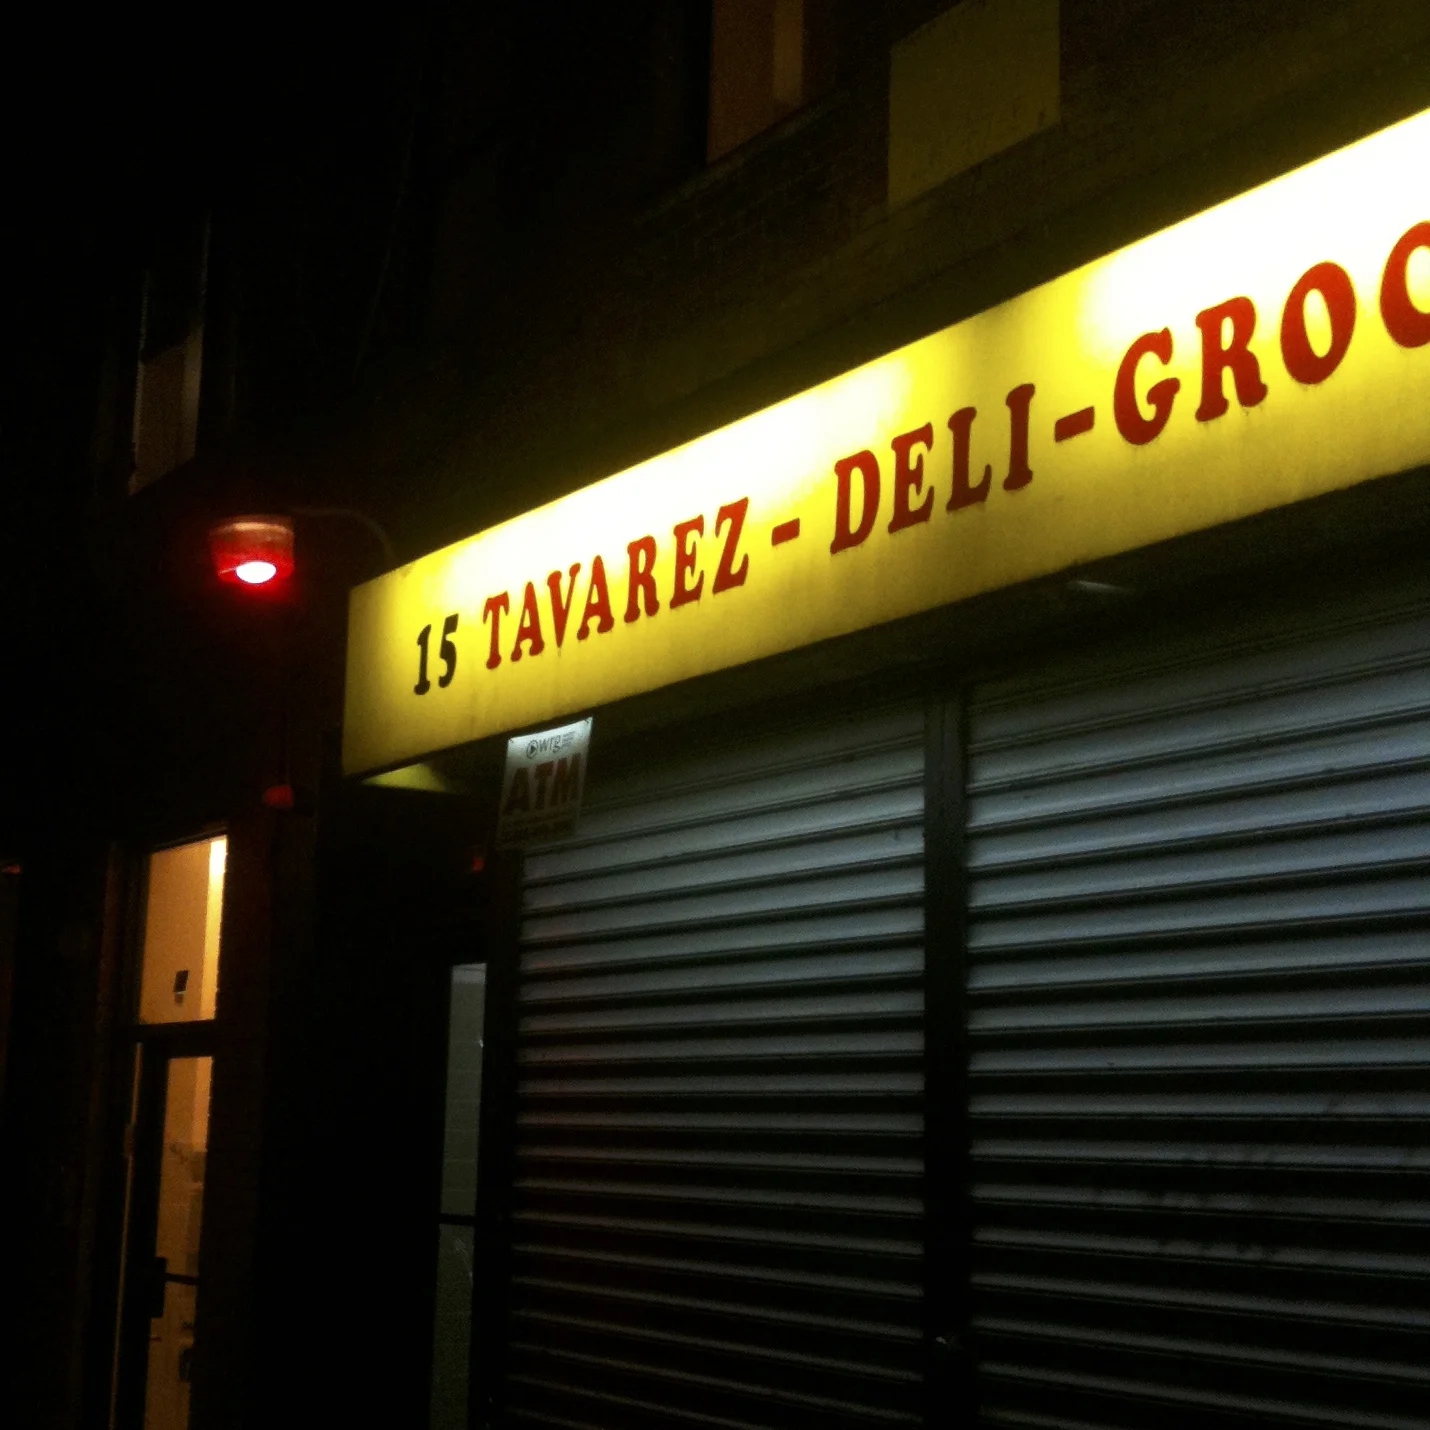 15 TAVAREZ - DELI - GROC
ATM